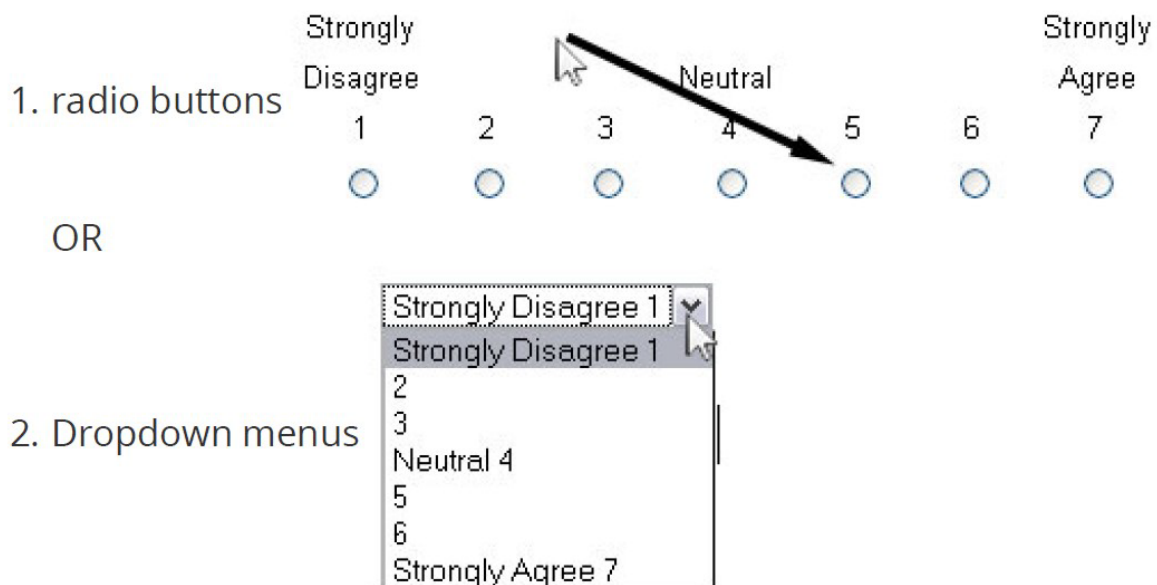 Strongly Strongly
Disagree Neutral Agree
1. radio buttons
1 2 3 4 5 6 7
OR
Strongly Disagree 1
Strongly Disagree 1
2
3
2. Dropdown menus
Neutral 4
5
6
Strongly Agree 7